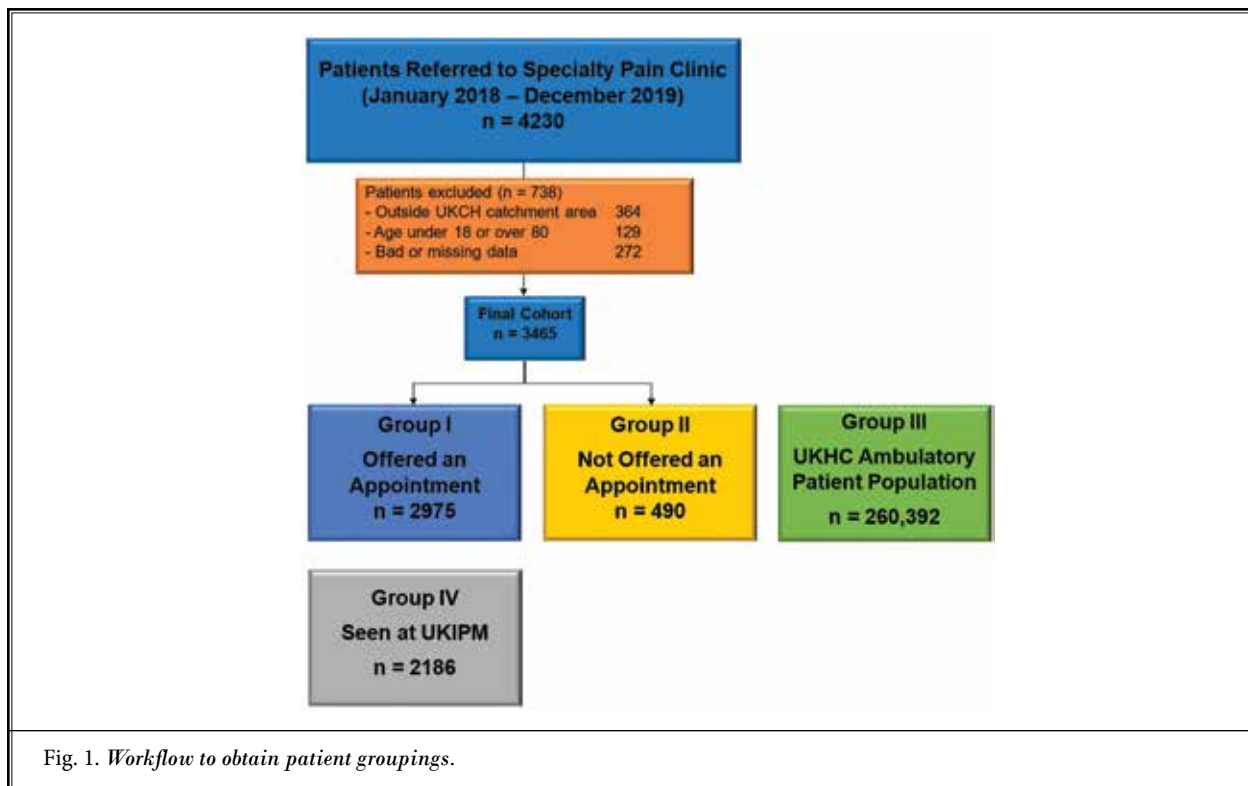 Patients Referred to Specialty Pain Clinic
(January 2018 – December 2019)
n = 4230
Patients excluded (n = 738)
- Outside UKCH catchment area 364
- Age under 18 or over 80 129
- Bad or missing data 272
Final Cohort
n = 3465
Group I
Offered an
Appointment
n = 2975
Group II
Not Offered an
Appointment
n = 490
Group III
UKHC Ambulatory
Patient Population
n = 260,392
Group IV
Seen at UKIPM
n = 2186
Fig. 1. Workflow to obtain patient groupings.